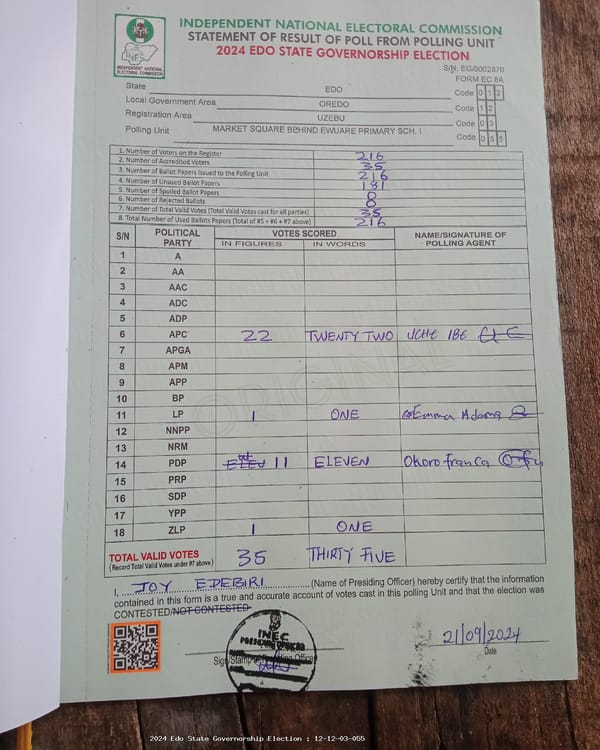 INDEPENDENT NATIONAL ELECTORAL COMMISSION
STATEMENT OF RESULT OF POLL FROM POLLING UNIT
2024 EDO STATE GOVERNORSHIP ELECTION
INEC
INDEPENDENT NATIONAL ELECTORAL COMMISSION
S/N: EG/0002870
FORM EC 8A
State EDO Code 0 1 2
Local Government Area OREDO Code 1 2
Registration Area UZEBU Code 0 3
Polling Unit MARKET SQUARE BEHIND EWUARE PRIMARY SCH. I Code 0 5 5
1. Number of Voters on the Register 216
2. Number of Accredited Voters 35
3. Number of Ballot Papers Issued to the Polling Unit 216
4. Number of Unused Ballot Papers 181
5. Number of Spoiled Ballot Papers
6. Number of Rejected Ballots
7. Number of Total Valid Votes (Total Valid Votes cast for all parties) 35
8. Total Number of Used Ballots Papers (Total of #5 + #6 + #7 above) 216
S/N POLITICAL PARTY VOTES SCORED NAME/SIGNATURE OF POLLING AGENT
IN FIGURES IN WORDS
1 A
2 AA
3 AAC
4 ADC
5 ADP
6 APC 22 TWENTY TWO UCHE IBE
7 APGA
8 APM
9 APP
10 BP
11 LP 1 ONE Emma Adams
12 NNPP
13 NRM
14 PDP 11 ELEVEN Okoro Franca
15 PRP
16 SDP
17 YPP
18 ZLP 1 ONE
ORIGINAL
TOTAL VALID VOTES 35 THIRTY FIVE
(Record Total Valid Votes under #7 above)
I, JOY EDEBIRI (Name of Presiding Officer) hereby certify that the information
contained in this form is a true and accurate account of votes cast in this polling Unit and that the election was
CONTESTED/NOT CONTESTED
INEC
PRESIDING OFFICER
Sign/Stamp of Presiding Officer
21/09/2024
Date
2024 Edo State Governorship Election : 12-12-03-055